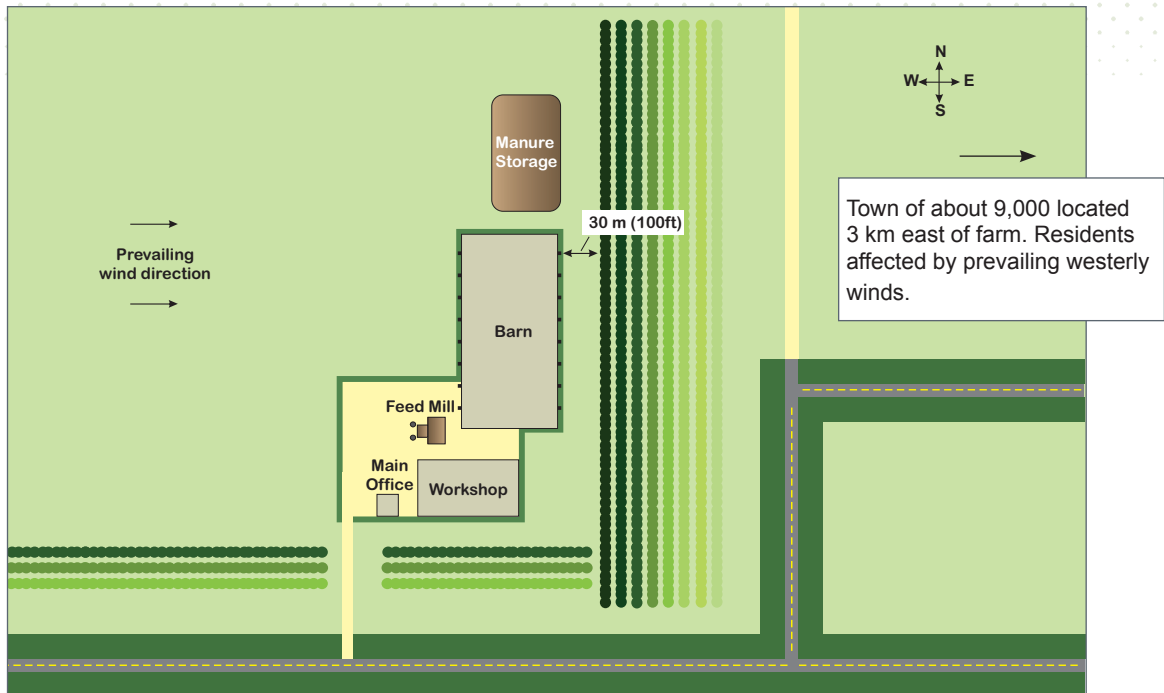 N
W E
S
Manure
Storage
30 m (100ft)
Town of about 9,000 located
3 km east of farm. Residents
affected by prevailing westerly
winds.
Prevailing
wind direction
Barn
Feed Mill
Main
Office
Workshop